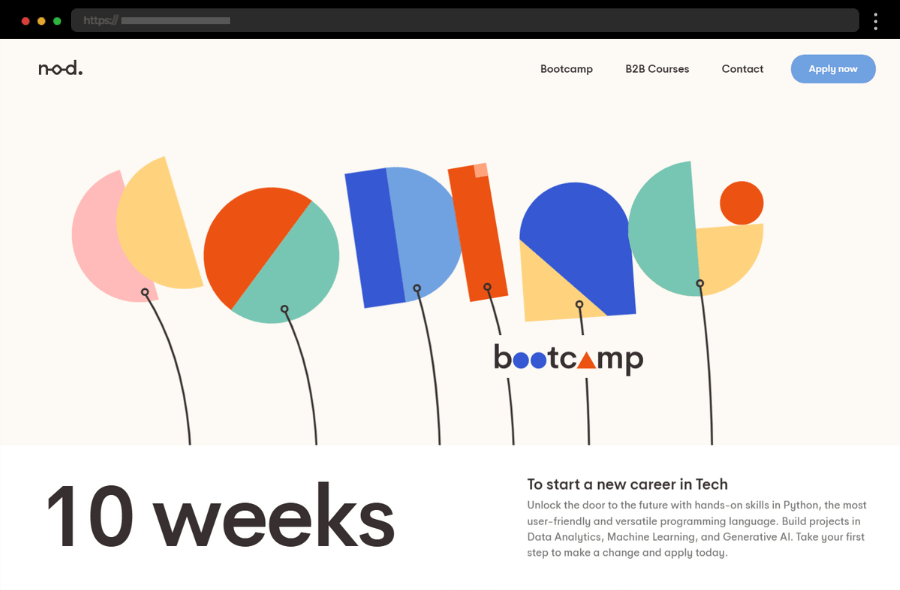 https://
nod.
Bootcamp
B2B Courses
Contact
Apply now
CODING
bootcamp
10 weeks
To start a new career in Tech
Unlock the door to the future with hands-on skills in Python, the most
user-friendly and versatile programming language. Build projects in
Data Analytics, Machine Learning, and Generative AI. Take your first
step to make a change and apply today.